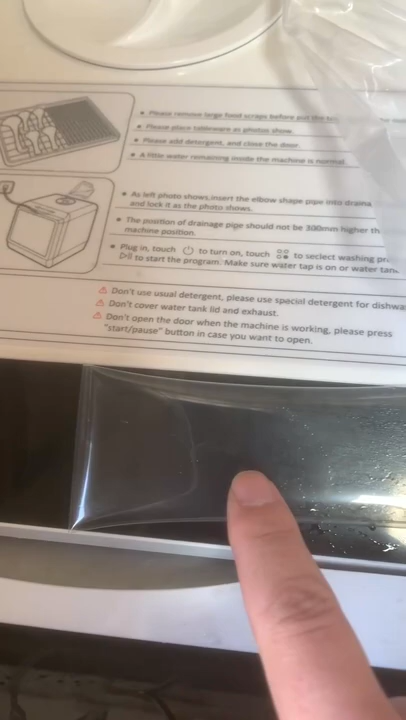 Please remove large food scraps before put the
Please place tableware as photos show.
Please add detergent, and close the door.
A little water remaining inside the machine is normal.
As left photo shows,insert the elbow shape pipe into draina
and lock it as the photo shows.
The position of drainage pipe should not be 300mm higher th
machine position.
Plug in, touch to turn on, touch to seclect washing pr
to start the program. Make sure water tap is on or water tan
Don't use usual detergent, please use special detergent for dishwa
Don't cover water tank lid and exhaust.
Don't open the door when the machine is working, please press
"start/pause" button in case you want to open.